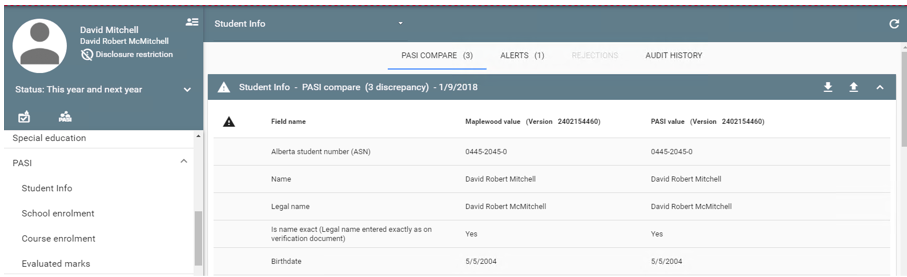 David Mitchell
David Robert McMitchell
Disclosure restriction
Status: This year and next year
PASI
Special education
PASI
Student Info
School enrolment
Course enrolment
Evaluated marks
Student Info
PASI COMPARE (3) ALERTS (1) REJECTIONS AUDIT HISTORY
Student Info - PASI compare (3 discrepancy) - 1/9/2018
Field name Maplewood value (Version 2402154460) PASI value (Version 2402154460)
Alberta student number (ASN) 0445-2045-0 0445-2045-0
Name David Robert Mitchell David Robert Mitchell
Legal name David Robert McMitchell David Robert McMitchell
Is name exact (Legal name entered exactly as on
verification document) Yes Yes
Birthdate 5/5/2004 5/5/2004